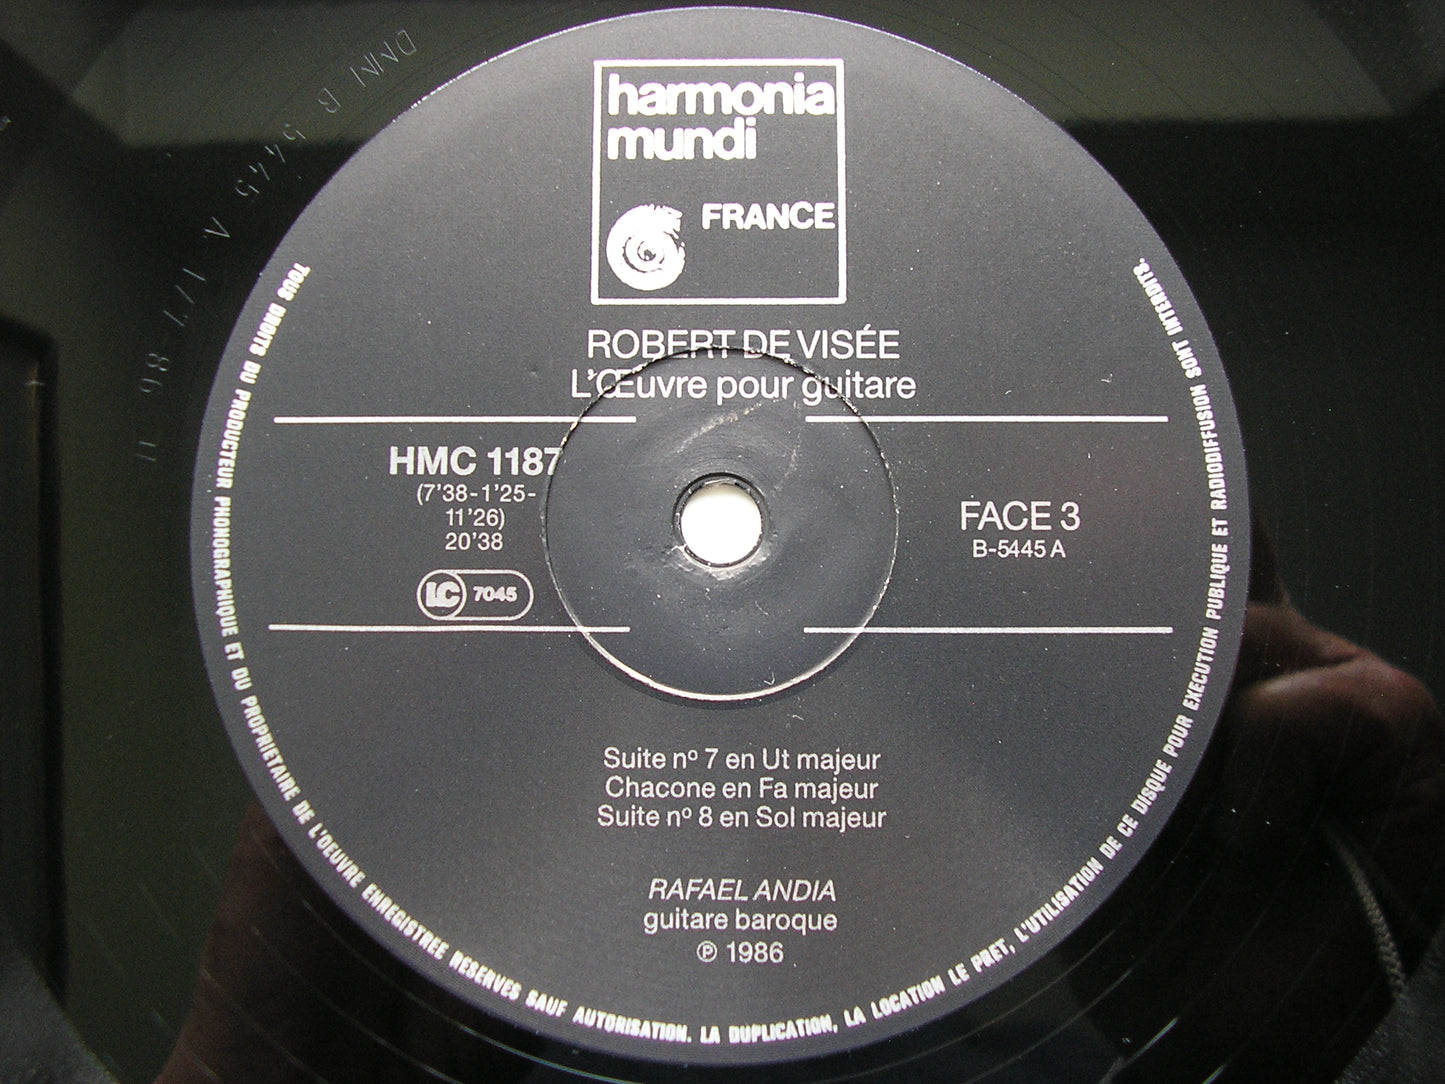 harmonia
mundi
FRANCE
ROBERT DE VISÉE
L'Œuvre pour guitare
HMC 1187
(7'38-1'25-
11'26)
20'38
LC 7045
FACE 3
B-5445 A
Suite nº 7 en Ut majeur
Chacone en Fa majeur
Suite nº 8 en Sol majeur
RAFAEL ANDIA
guitare baroque
℗ 1986
TOUS DROITS DU PRODUCTEUR PHONOGRAPHIQUE ET DU PROPRIETAIRE DE L'ŒUVRE ENREGISTREE RESERVES SAUF AUTORISATION. LA DUPLICATION, LA LOCATION LE PRET, L'UTILISATION DE CE DISQUE POUR EXECUTION PUBLIQUE ET RADIODIFFUSION SONT INTERDITS.
DMM B 5445 A